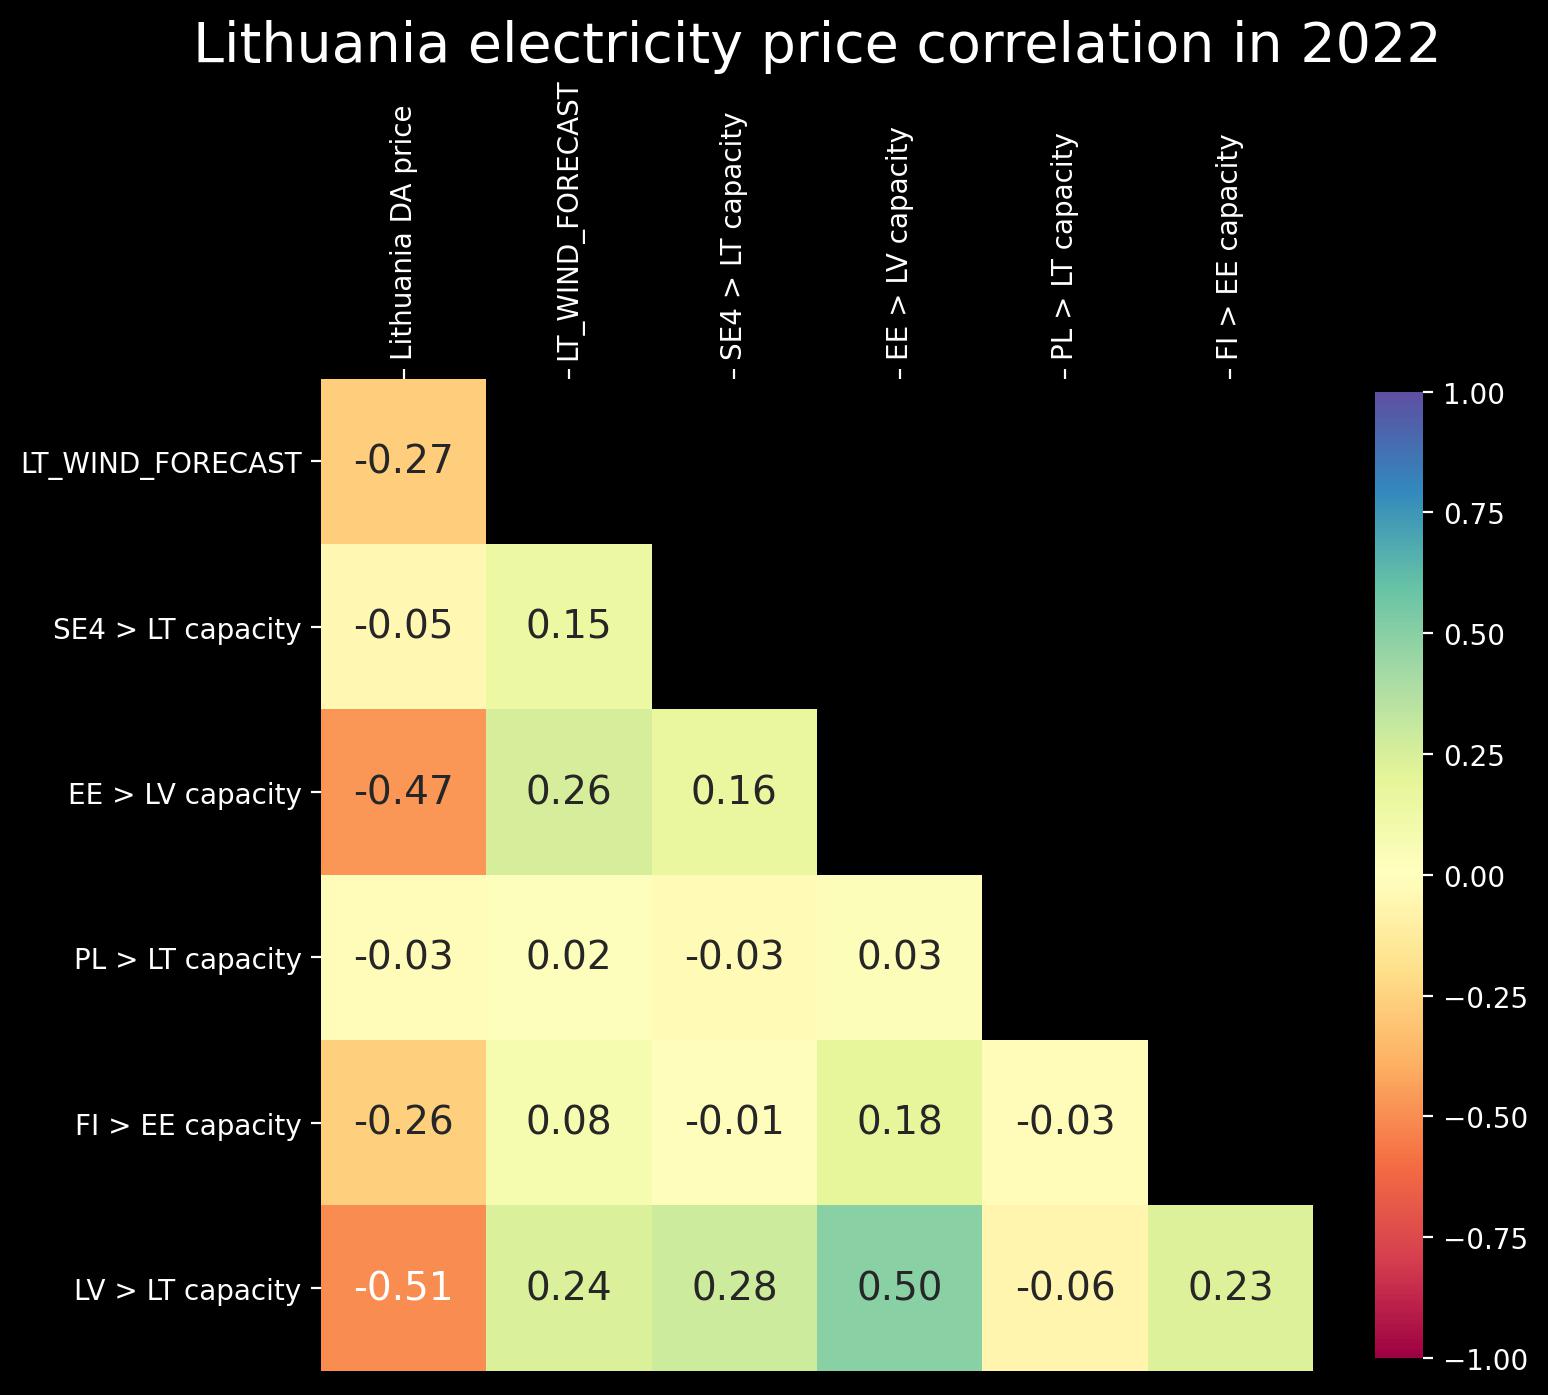 Lithuania electricity price correlation in 2022
Lithuania DA price
LT_WIND_FORECAST
SE4 > LT capacity
EE > LV capacity
PL > LT capacity
FI > EE capacity
LT_WIND_FORECAST -0.27
SE4 > LT capacity -0.05 0.15
EE > LV capacity -0.47 0.26 0.16
PL > LT capacity -0.03 0.02 -0.03 0.03
FI > EE capacity -0.26 0.08 -0.01 0.18 -0.03
LV > LT capacity -0.51 0.24 0.28 0.50 -0.06 0.23
1.00
0.75
0.50
0.25
0.00
−0.25
−0.50
−0.75
−1.00